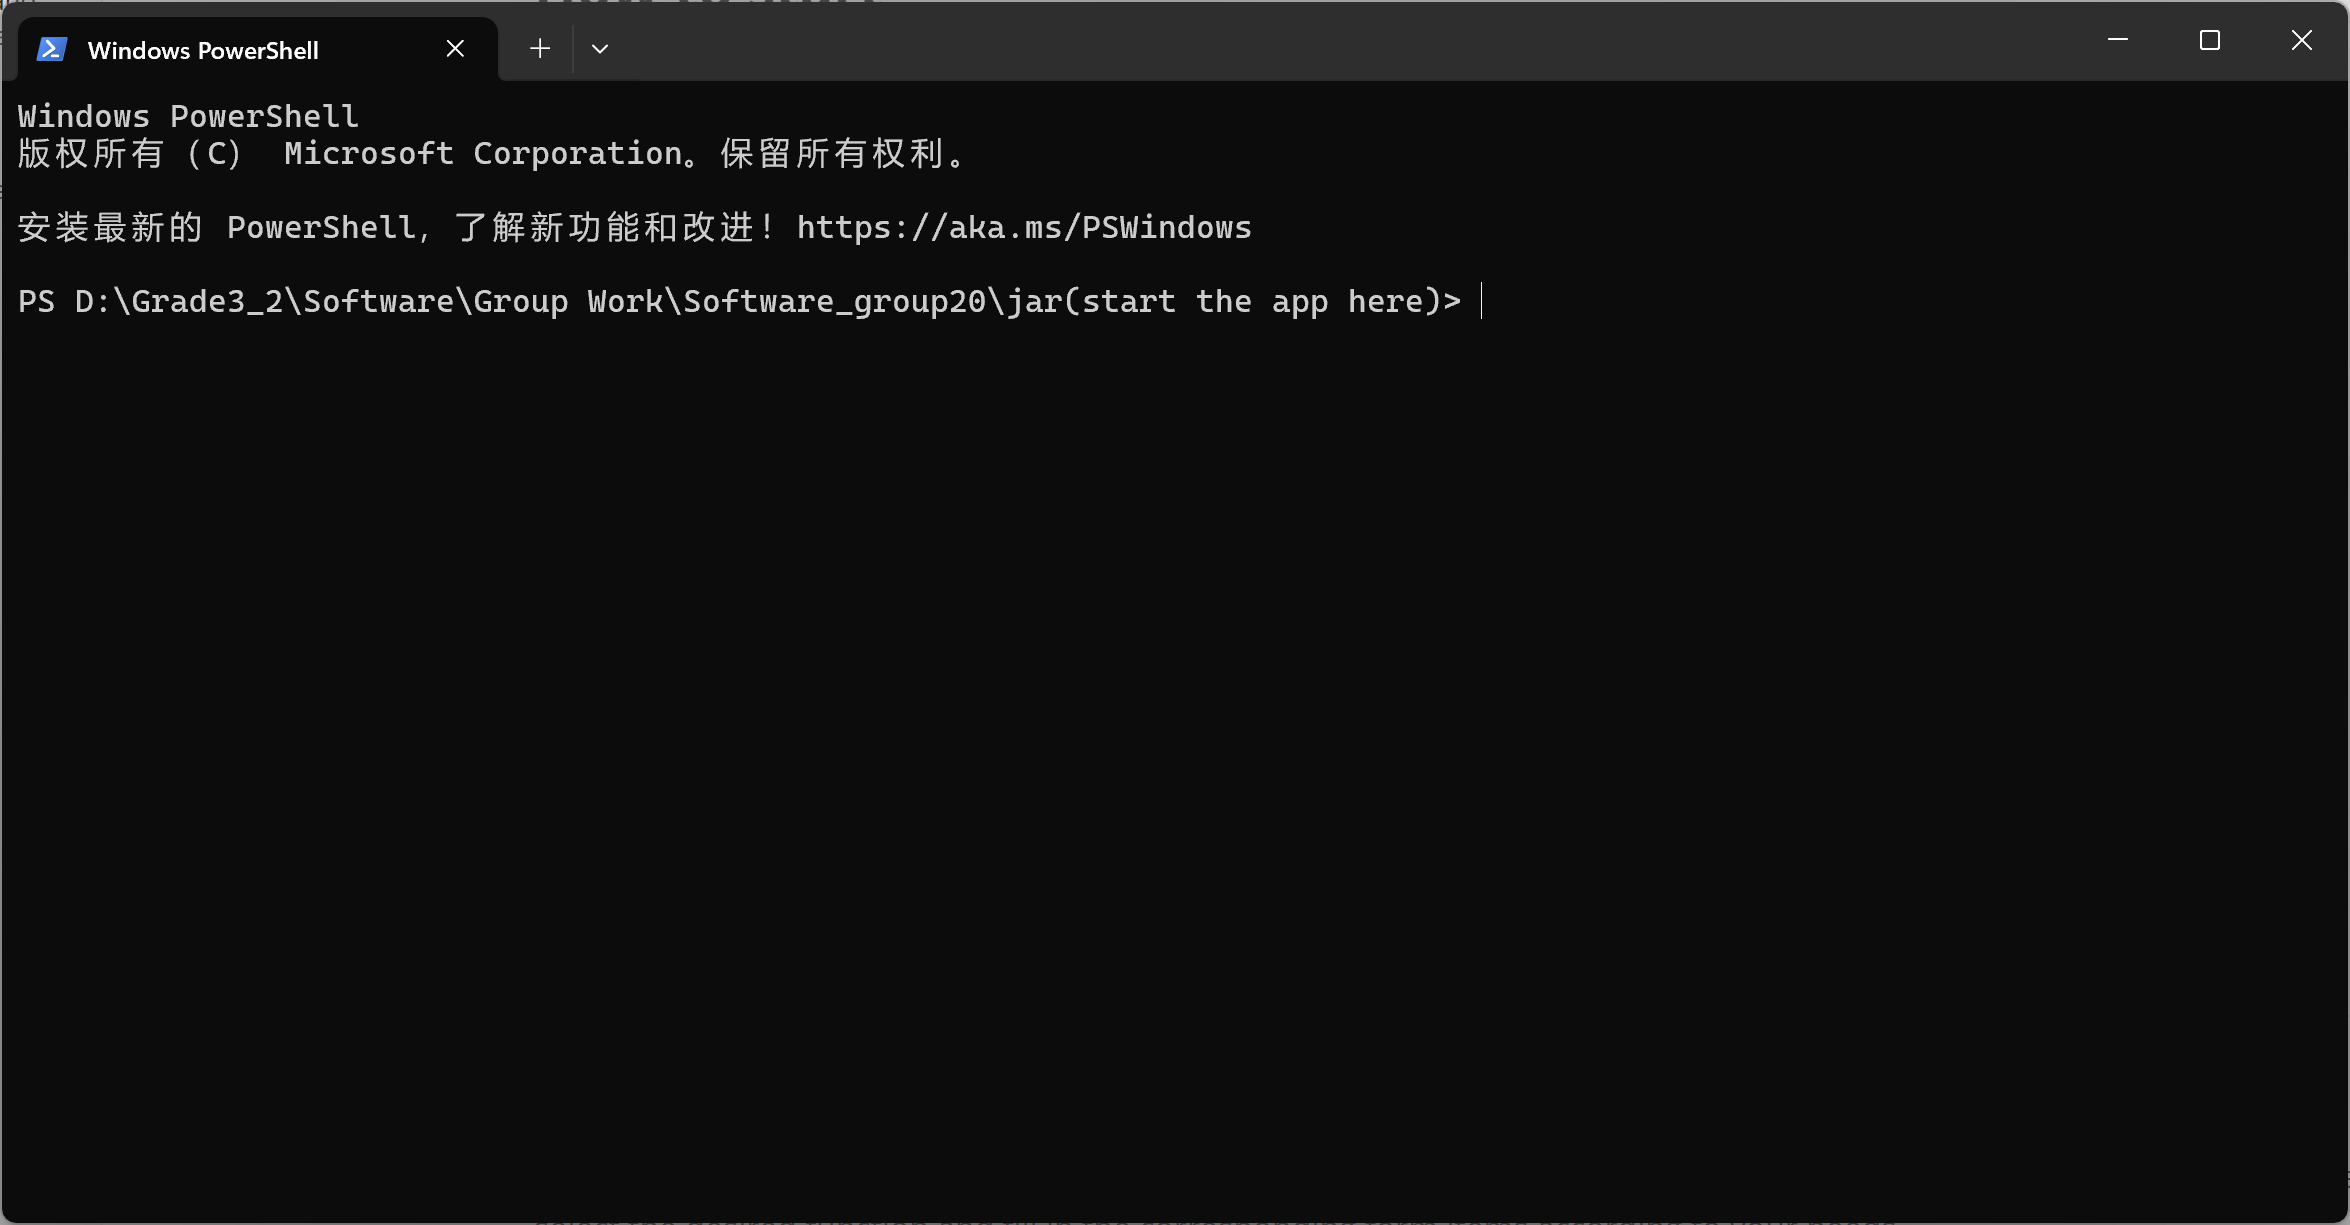 Windows PowerShell
Windows PowerShell
版权所有（C） Microsoft Corporation。保留所有权利。
安装最新的 PowerShell，了解新功能和改进！https://aka.ms/PSWindows
PS D:\Grade3_2\Software\Group Work\Software_group20\jar(start the app here)>